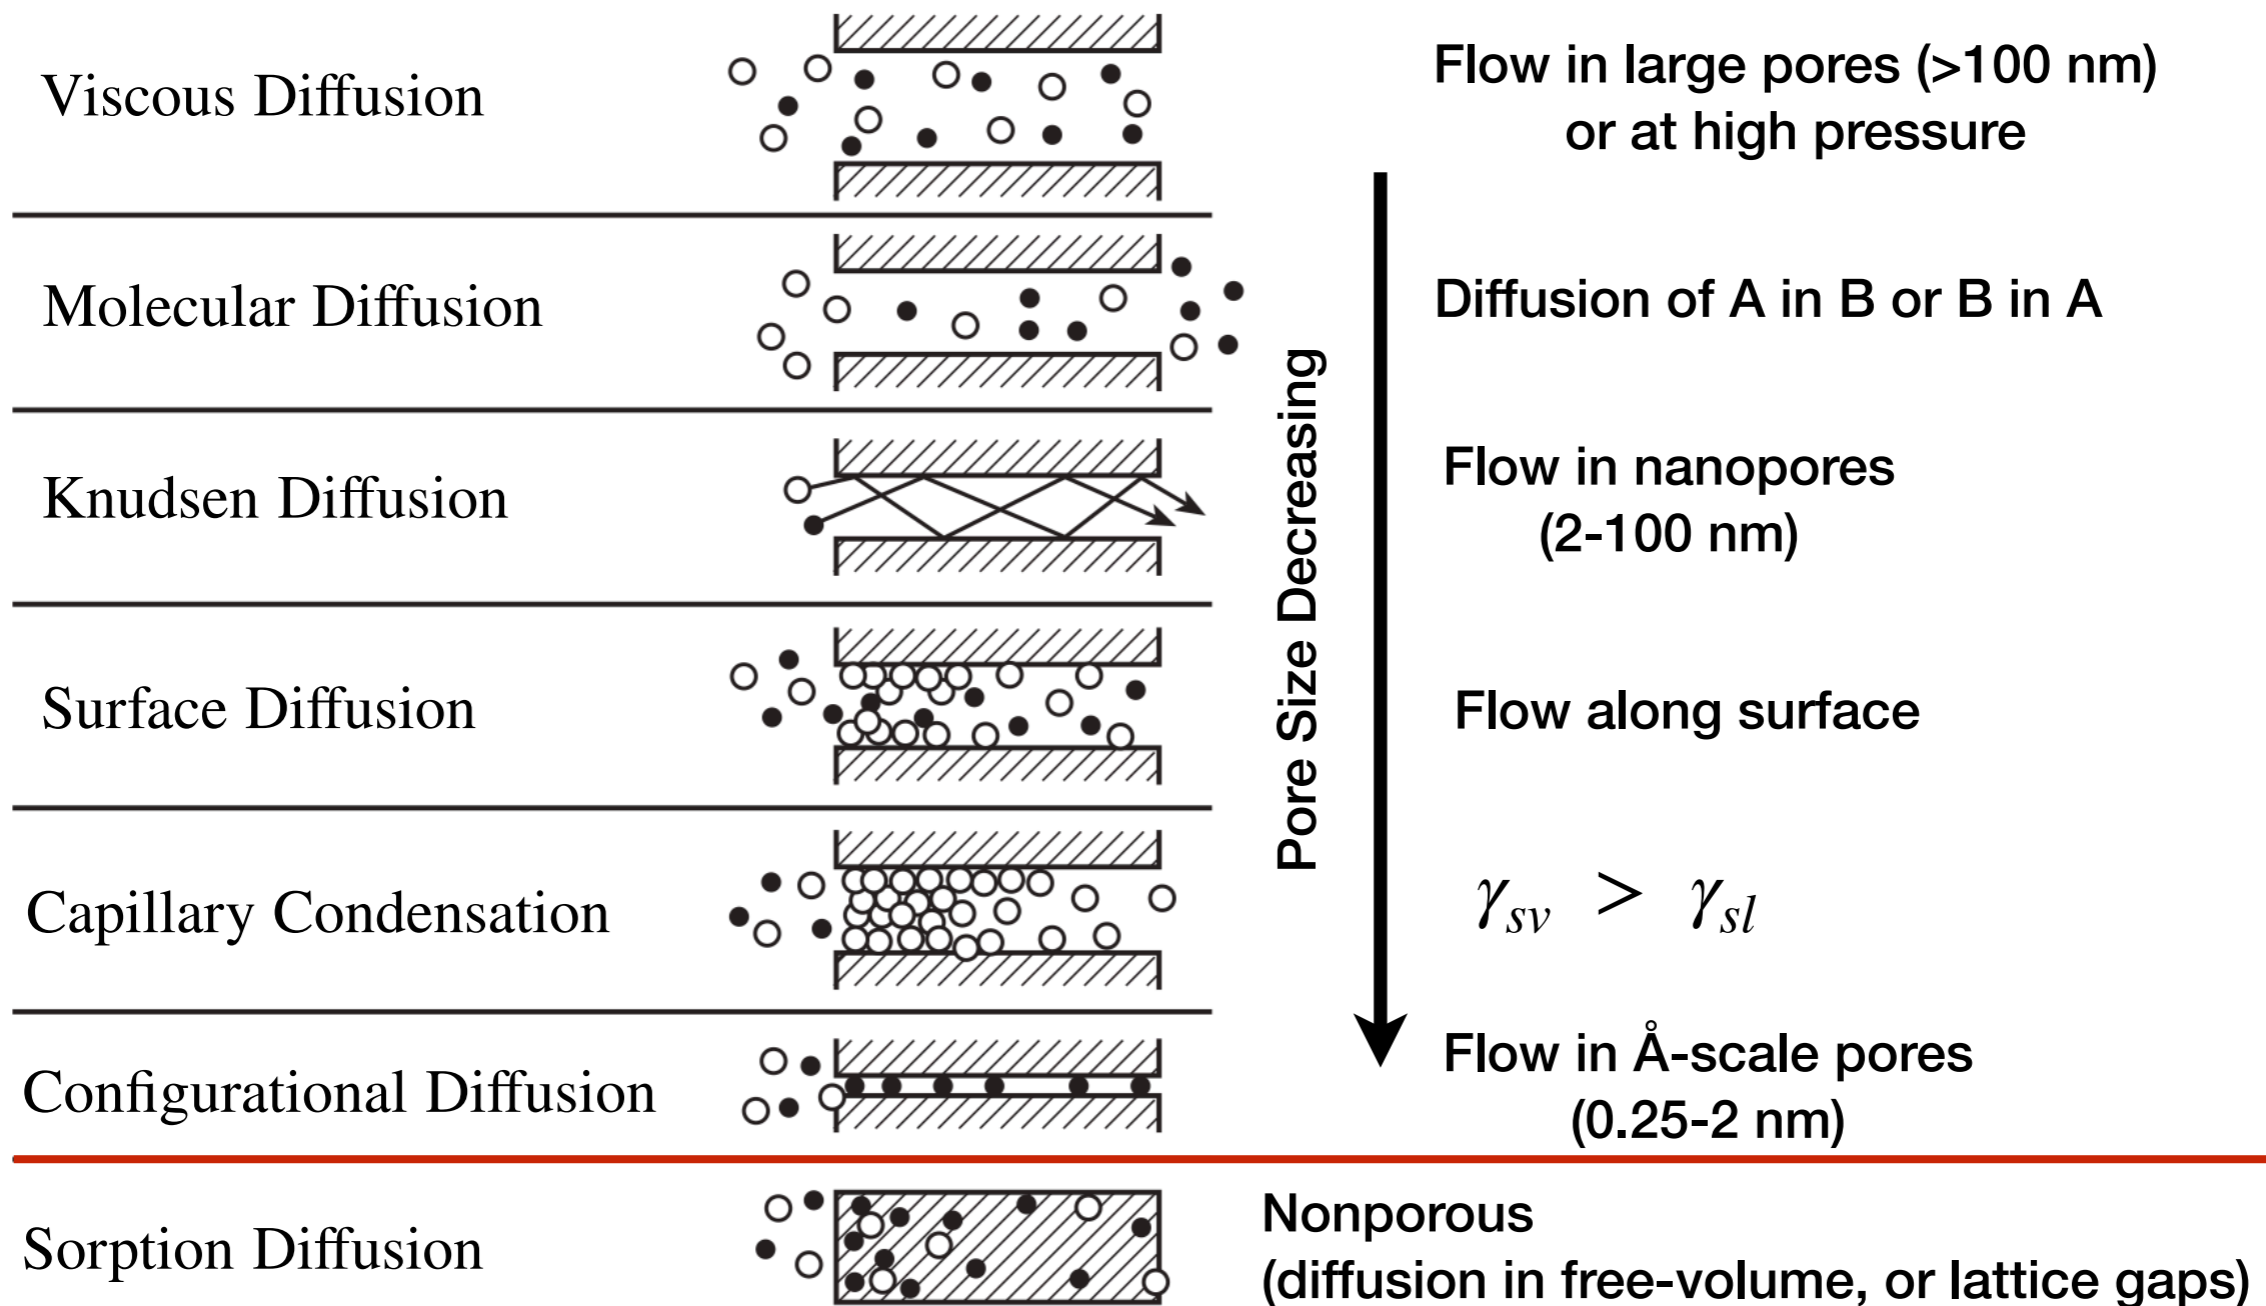 Viscous Diffusion
Flow in large pores (>100 nm)
or at high pressure
Molecular Diffusion
Diffusion of A in B or B in A
Knudsen Diffusion
Flow in nanopores
(2-100 nm)
Pore Size Decreasing
Surface Diffusion
Flow along surface
Capillary Condensation
γsv > γsl
Configurational Diffusion
Flow in Å-scale pores
(0.25-2 nm)
Sorption Diffusion
Nonporous
(diffusion in free-volume, or lattice gaps)